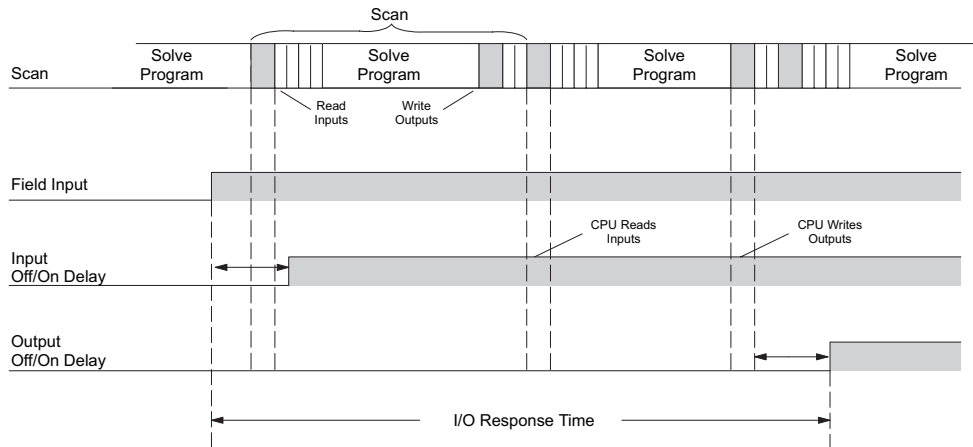 Scan
Solve
Program
Solve
Program
Solve
Program
Solve
Program
Scan
Read
Inputs
Write
Outputs
Field Input
CPU Reads
Inputs
CPU Writes
Outputs
Input
Off/On Delay
Output
Off/On Delay
I/O Response Time